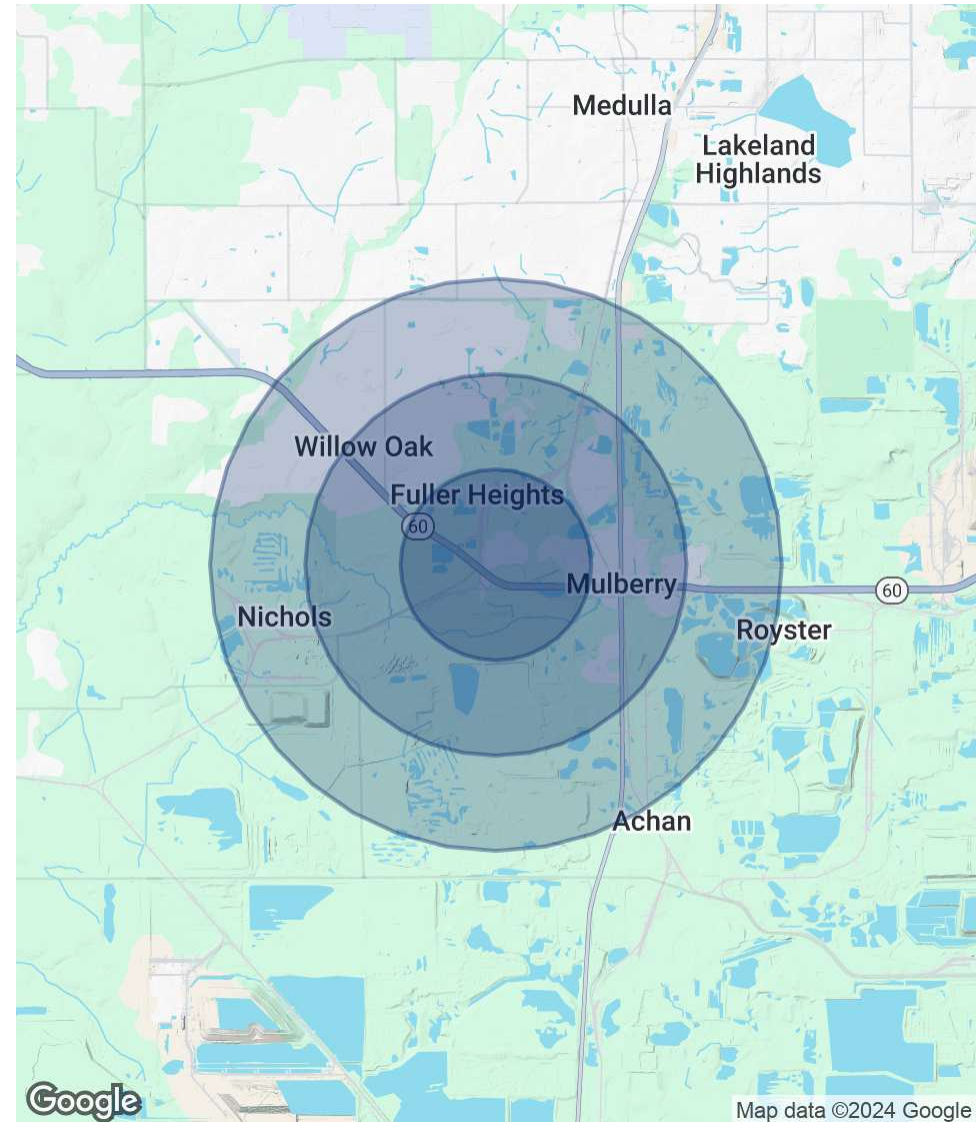 Medulla
Lakeland
Highlands
Willow Oak
Fuller Heights
60
Mulberry
60
Nichols
Royster
Achan
Google
Map data ©2024 Google